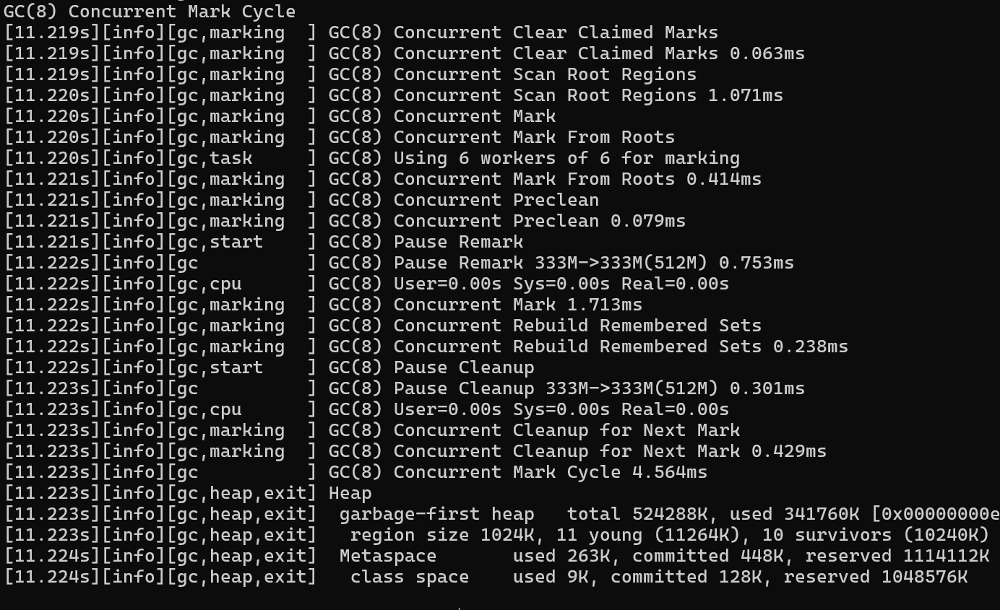 GC(8) Concurrent Mark Cycle
[11.219s][info][gc,marking  ] GC(8) Concurrent Clear Claimed Marks
[11.219s][info][gc,marking  ] GC(8) Concurrent Clear Claimed Marks 0.063ms
[11.219s][info][gc,marking  ] GC(8) Concurrent Scan Root Regions
[11.220s][info][gc,marking  ] GC(8) Concurrent Scan Root Regions 1.071ms
[11.220s][info][gc,marking  ] GC(8) Concurrent Mark
[11.220s][info][gc,marking  ] GC(8) Concurrent Mark From Roots
[11.220s][info][gc,task     ] GC(8) Using 6 workers of 6 for marking
[11.221s][info][gc,marking  ] GC(8) Concurrent Mark From Roots 0.414ms
[11.221s][info][gc,marking  ] GC(8) Concurrent Preclean
[11.221s][info][gc,marking  ] GC(8) Concurrent Preclean 0.079ms
[11.221s][info][gc,start    ] GC(8) Pause Remark
[11.222s][info][gc          ] GC(8) Pause Remark 333M->333M(512M) 0.753ms
[11.222s][info][gc,cpu      ] GC(8) User=0.00s Sys=0.00s Real=0.00s
[11.222s][info][gc,marking  ] GC(8) Concurrent Mark 1.713ms
[11.222s][info][gc,marking  ] GC(8) Concurrent Rebuild Remembered Sets
[11.222s][info][gc,marking  ] GC(8) Concurrent Rebuild Remembered Sets 0.238ms
[11.222s][info][gc,start    ] GC(8) Pause Cleanup
[11.223s][info][gc          ] GC(8) Pause Cleanup 333M->333M(512M) 0.301ms
[11.223s][info][gc,cpu      ] GC(8) User=0.00s Sys=0.00s Real=0.00s
[11.223s][info][gc,marking  ] GC(8) Concurrent Cleanup for Next Mark
[11.223s][info][gc,marking  ] GC(8) Concurrent Cleanup for Next Mark 0.429ms
[11.223s][info][gc          ] GC(8) Concurrent Mark Cycle 4.564ms
[11.223s][info][gc,heap,exit] Heap
[11.223s][info][gc,heap,exit]  garbage-first heap   total 524288K, used 341760K [0x00000000e
[11.223s][info][gc,heap,exit]   region size 1024K, 11 young (11264K), 10 survivors (10240K)
[11.224s][info][gc,heap,exit]  Metaspace       used 263K, committed 448K, reserved 1114112K
[11.224s][info][gc,heap,exit]   class space    used 9K, committed 128K, reserved 1048576K